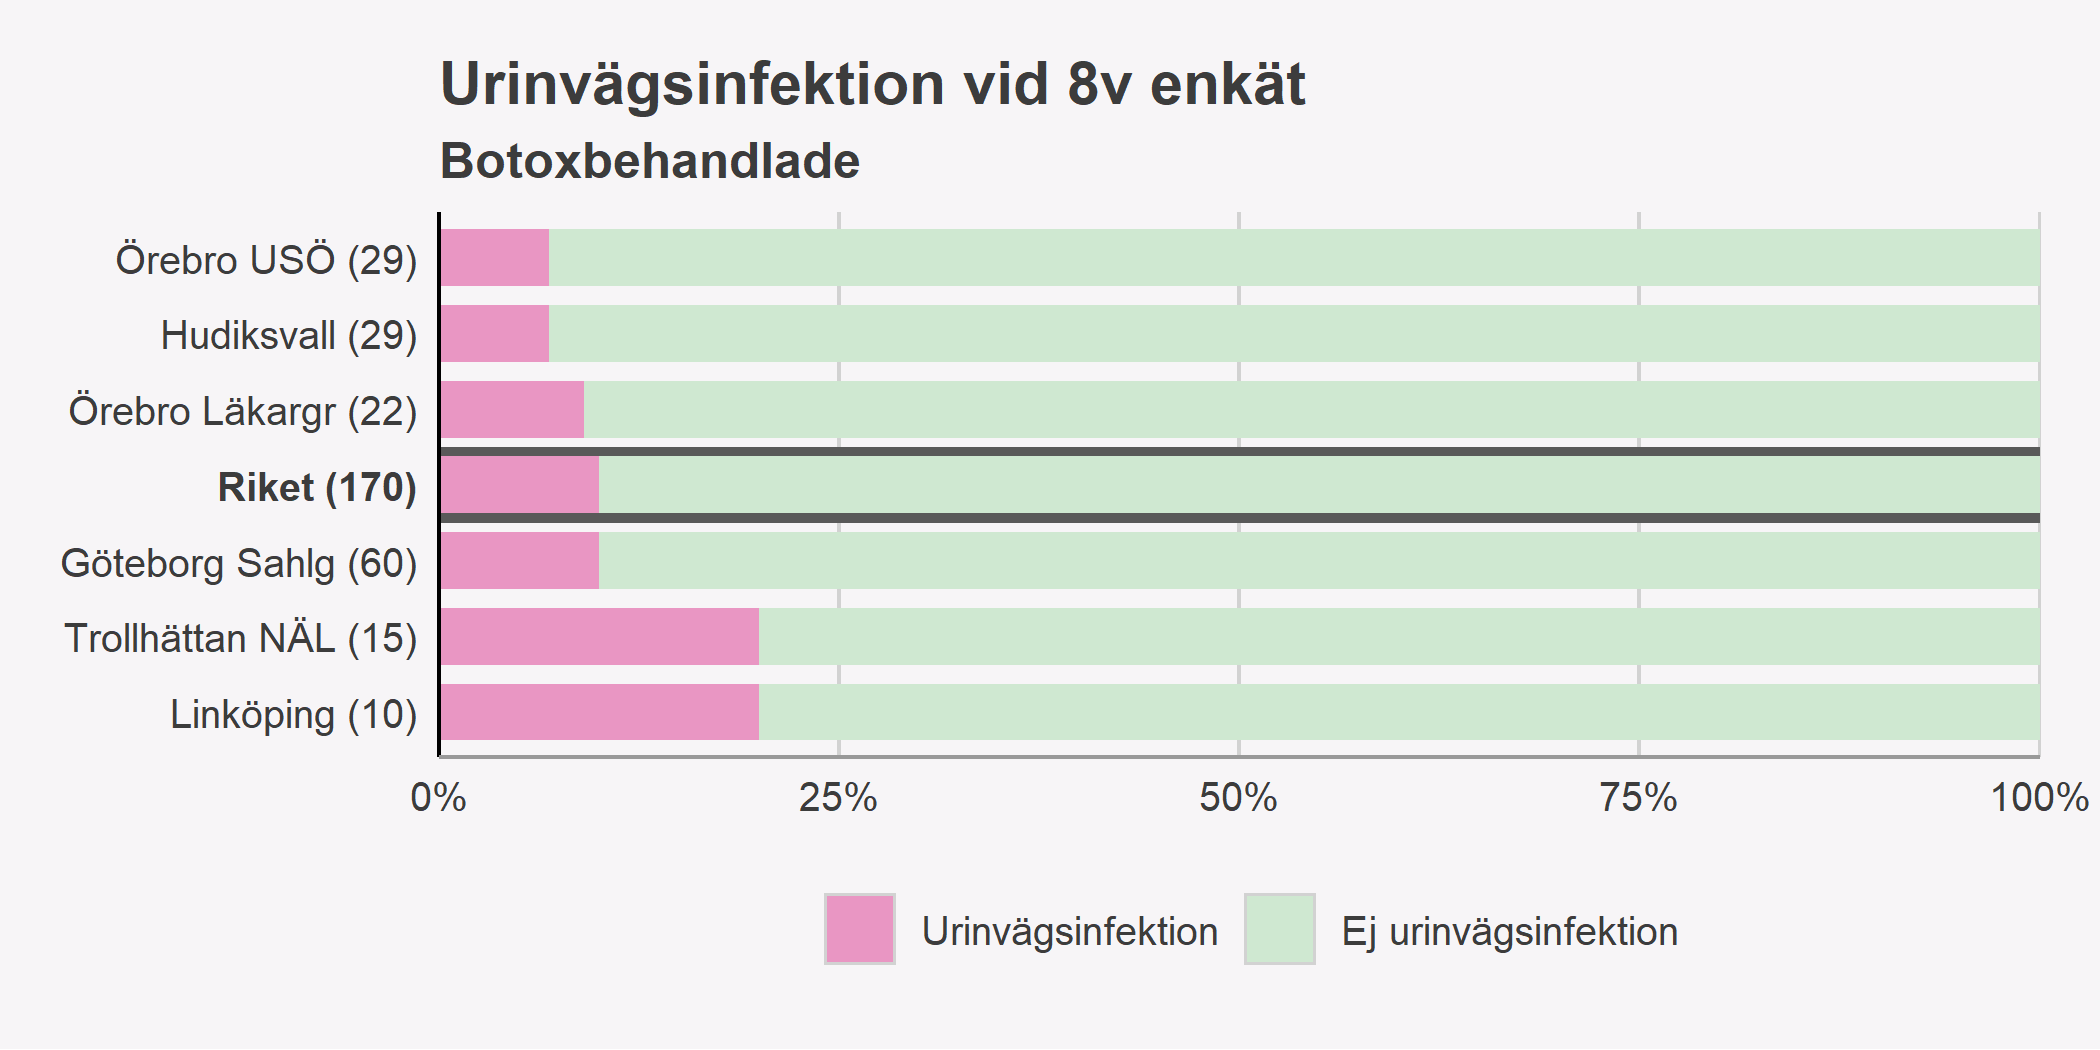 Urinvägsinfektion vid 8v enkät
Botoxbehandlade
Örebro USÖ (29)
Hudiksvall (29)
Örebro Läkargr (22)
Riket (170)
Göteborg Sahlg (60)
Trollhättan NÄL (15)
Linköping (10)
0% 25% 50% 75% 100%
Urinvägsinfektion Ej urinvägsinfektion